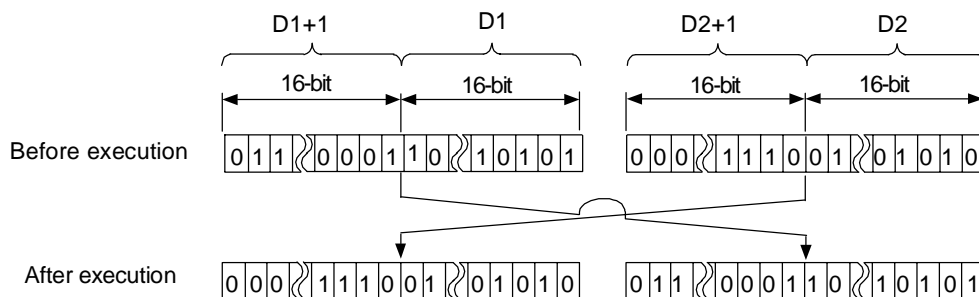 D1+1 D1 D2+1 D2
16-bit 16-bit 16-bit 16-bit
Before execution 0 1 1 0 0 0 1 1 0 1 0 1 0 1 0 0 0 1 1 1 0 0 1 0 1 0 1 0
After execution 0 0 0 1 1 1 0 0 1 0 1 0 1 0 0 1 1 0 0 0 1 1 0 1 0 1 0 1